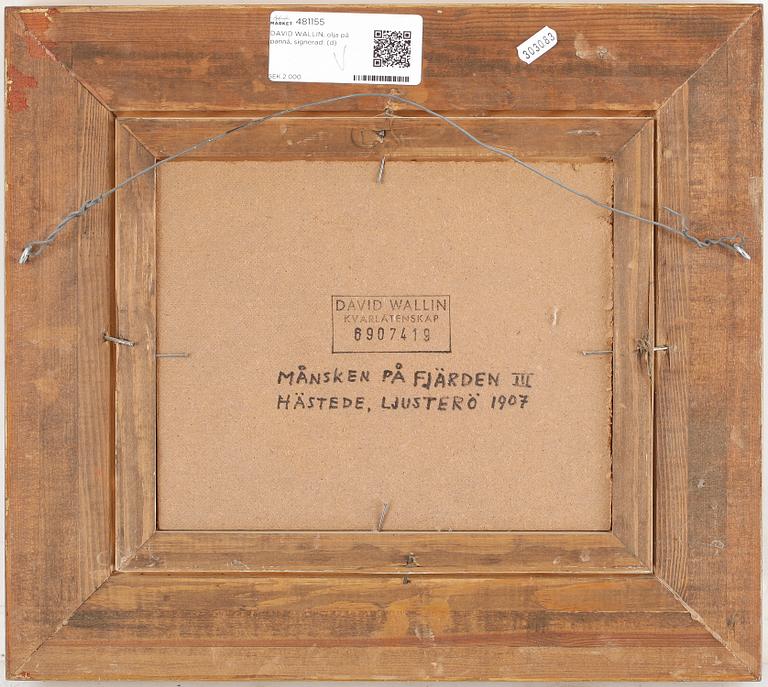 MARKET 481155
DAVID WALLIN, olja på
pannå, signerad. (d)
SEK 2 000
303083
DAVID WALLIN
KVARLÅTENSKAP
6907419
MÅNSKEN PÅ FJÄRDEN III
HÄSTEDE, LJUSTERÖ 1907